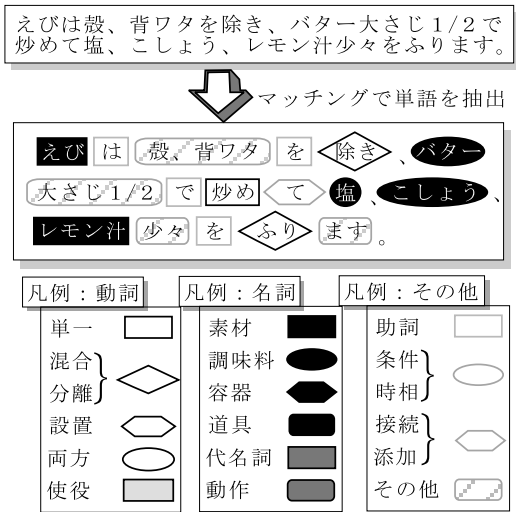 えびは殻、背ワタを除き、バター大さじ1/2で
炒めて塩、こしょう、レモン汁少々をふります。
マッチングで単語を抽出
えび は 殻、背ワタ を 除き 、 バター
大さじ1/2 で 炒め て 塩 、 こしょう 、
レモン汁 少々 を ふり ます 。
凡例：動詞
単一
混合
分離
設置
両方
使役
凡例：名詞
素材
調味料
容器
道具
代名詞
動作
凡例：その他
助詞
条件
時相
接続
添加
その他